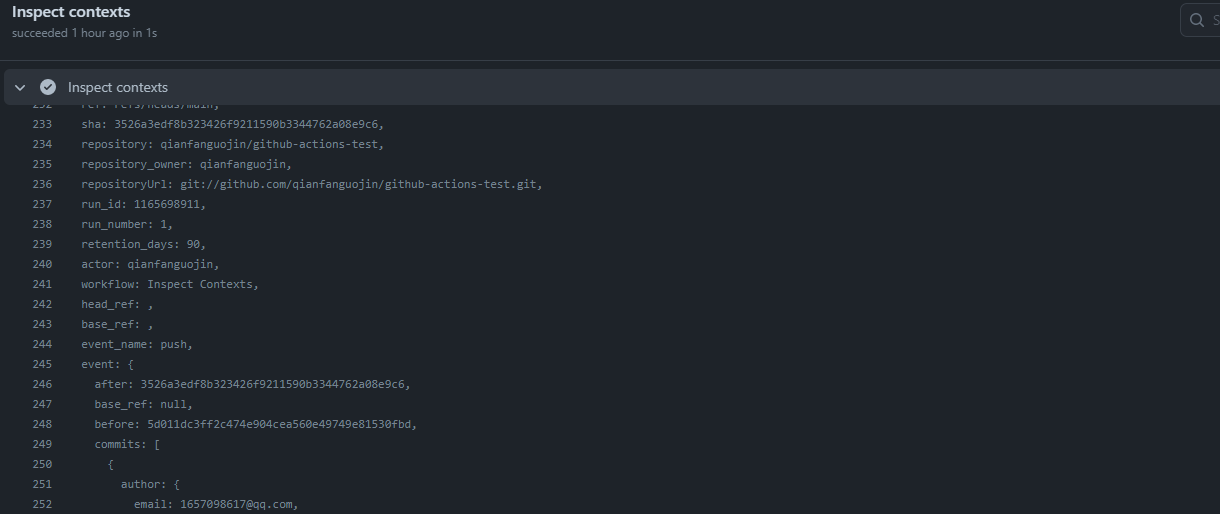 Inspect contexts
succeeded 1 hour ago in 1s
S
Inspect contexts
232 ref: refs/heads/main,
233 sha: 3526a3edf8b323426f9211590b3344762a08e9c6,
234 repository: qianfanguojin/github-actions-test,
235 repository_owner: qianfanguojin,
236 repositoryUrl: git://github.com/qianfanguojin/github-actions-test.git,
237 run_id: 1165698911,
238 run_number: 1,
239 retention_days: 90,
240 actor: qianfanguojin,
241 workflow: Inspect Contexts,
242 head_ref: ,
243 base_ref: ,
244 event_name: push,
245 event: {
246 after: 3526a3edf8b323426f9211590b3344762a08e9c6,
247 base_ref: null,
248 before: 5d011dc3ff2c474e904cea560e49749e81530fbd,
249 commits: [
250 {
251 author: {
252 email: 1657098617@qq.com,